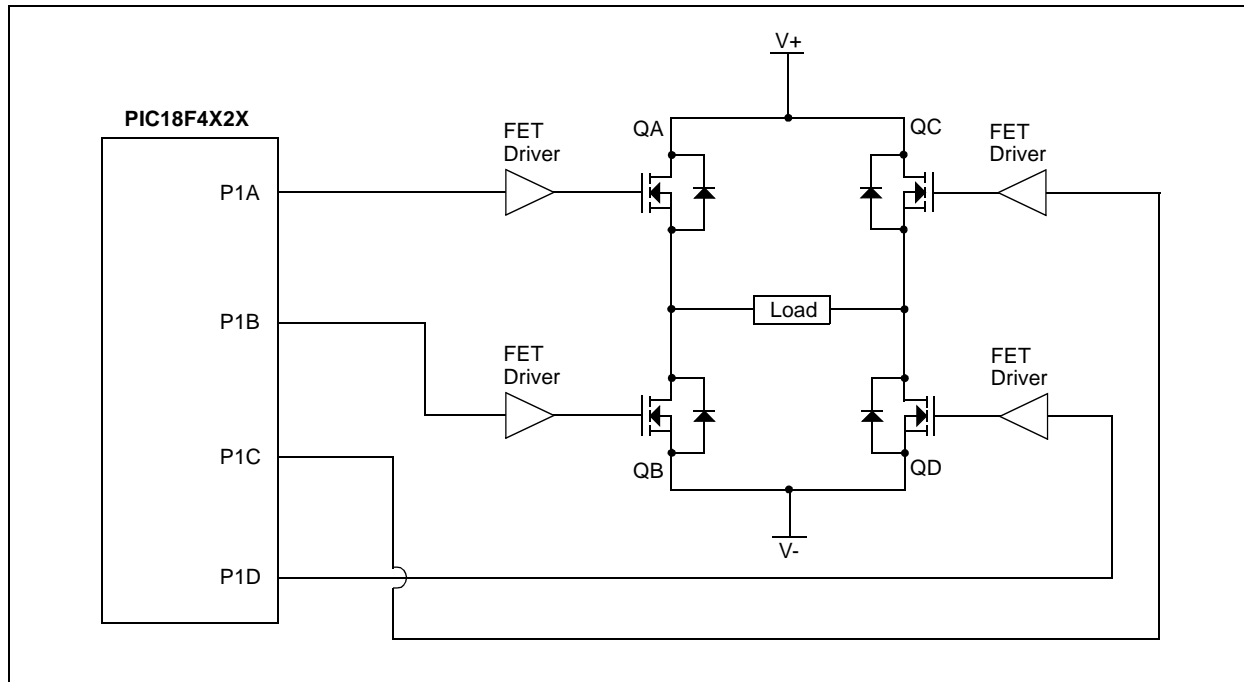 V+
PIC18F4X2X
FET
Driver
QA
QC
FET
Driver
P1A
P1B
Load
FET
Driver
FET
Driver
P1C
QB
QD
V-
P1D